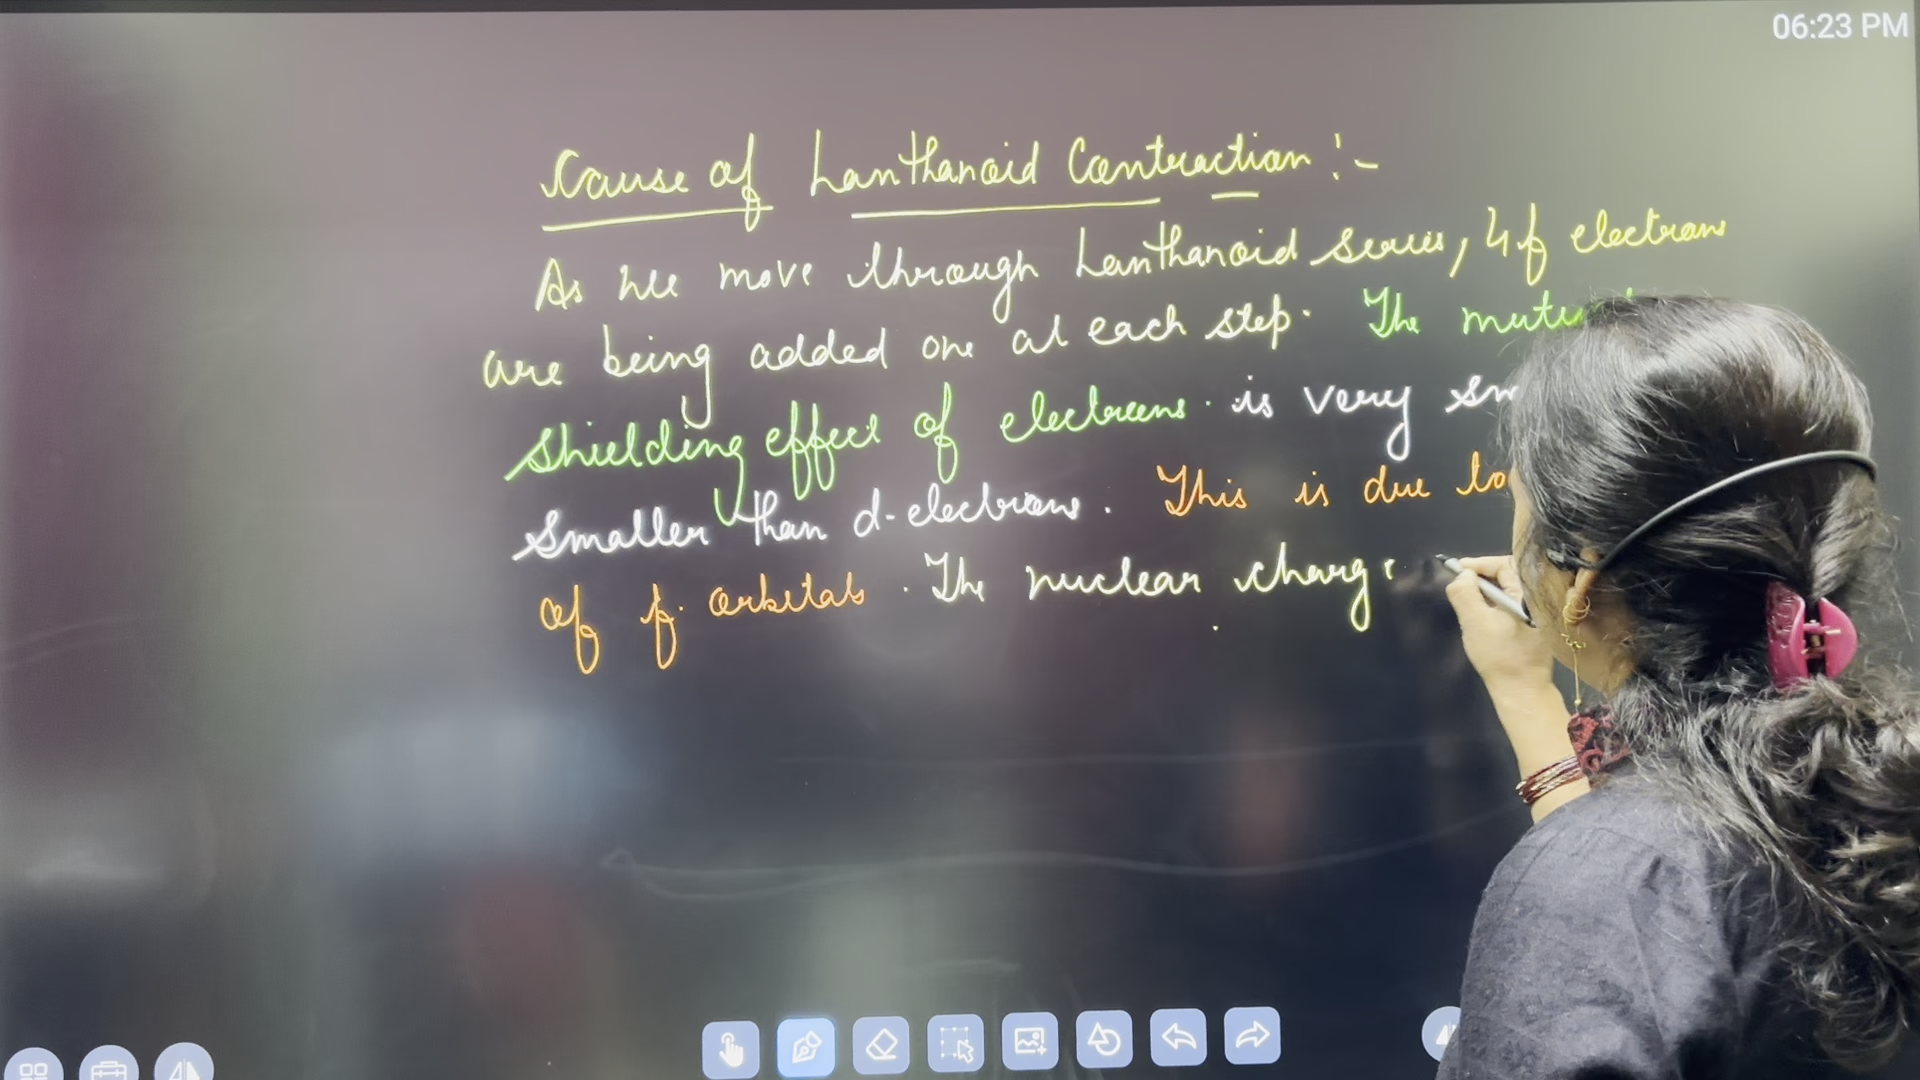 06:23 PM
Cause of Lanthanoid Contraction :-
As we move through Lanthanoid series, 4f electrons
are being added one at each step. The
shielding effect of electrons is very
smaller than d-electrons. This is due to
of f orbitals. The nuclear charg